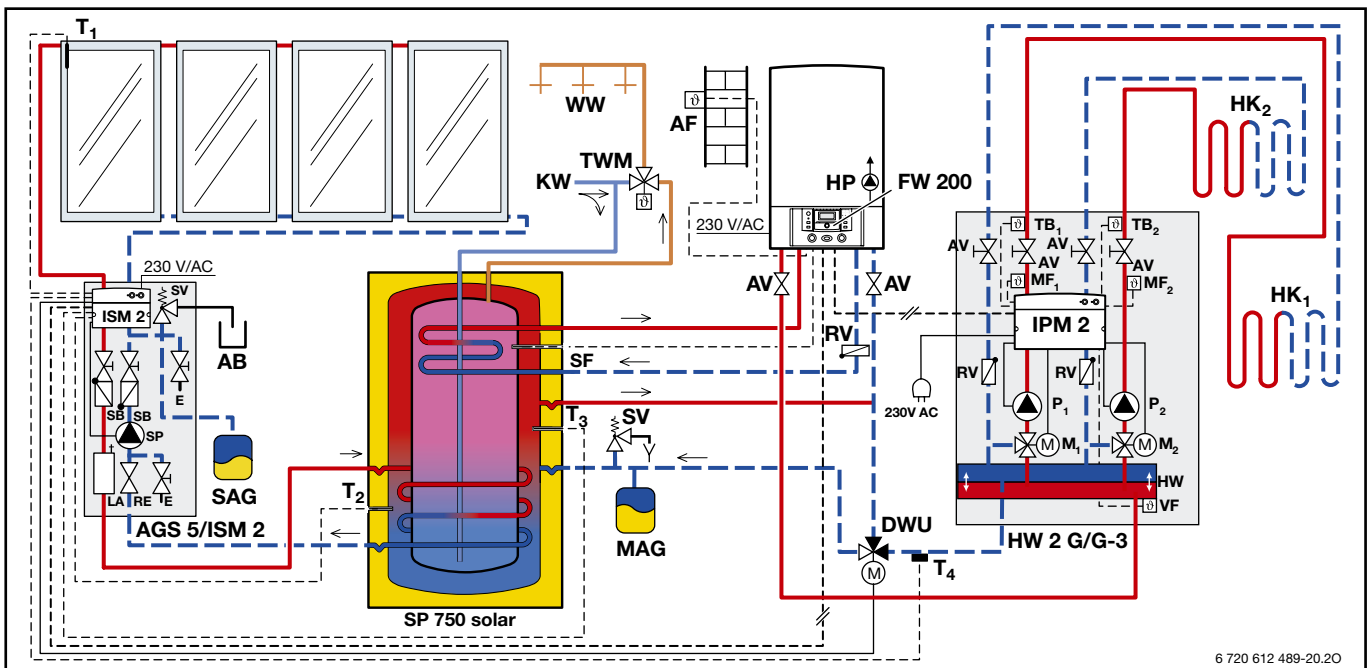 T1
WW
AF
TWM
KW
HP
FW 200
HK2
230 V/AC
230 V/AC
SV
ISM 2
AB
AV
AV
AV
TB1
AV
AV
TB2
AV
MF1
MF2
HK1
IPM 2
SF
RV
RV
RV
230V AC
E
SB
SB
SP
T3
SV
P1
P2
M
M1
M
M2
SAG
LA
RE
E
T2
MAG
HW
VF
AGS 5/ISM 2
DWU
M
T4
HW 2 G/G-3
SP 750 solar
ϑ
ϑ
ϑ
ϑ
ϑ
ϑ
ϑ
6 720 612 489-20.2O